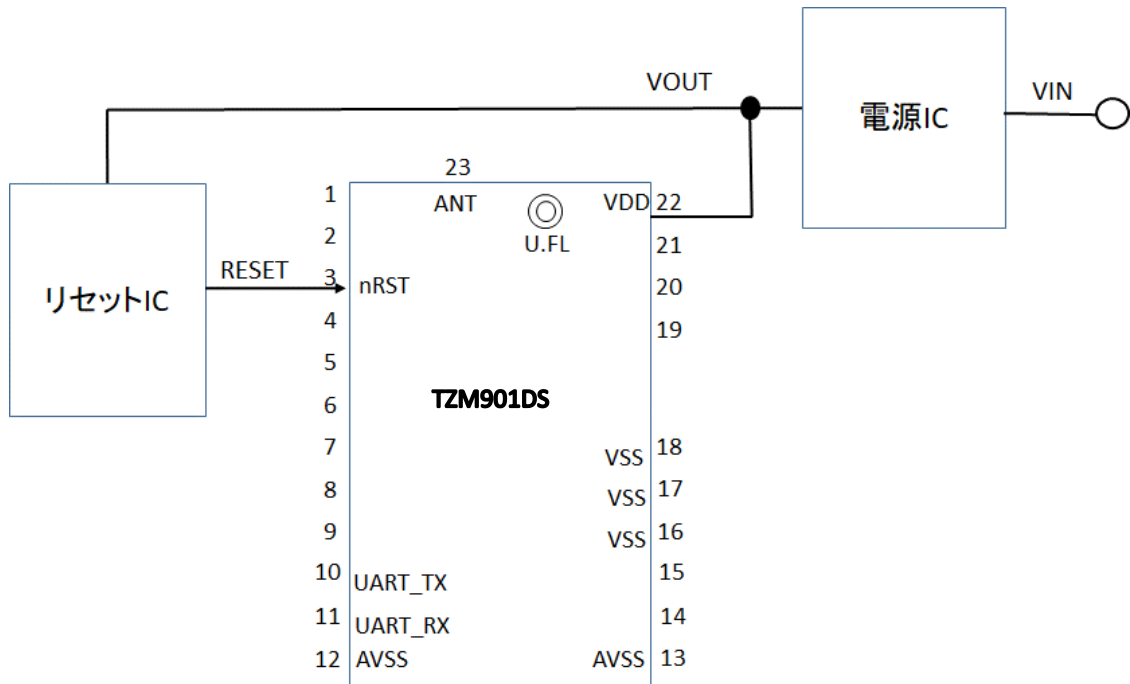 VOUT
VIN
電源IC
23
1
ANT
VDD 22
2
U.FL
21
RESET
3
nRST
20
リセットIC
4
19
5
TZM901DS
6
7
VSS 18
8
VSS 17
9
VSS 16
10 UART_TX
15
11 UART_RX
14
12 AVSS
AVSS 13